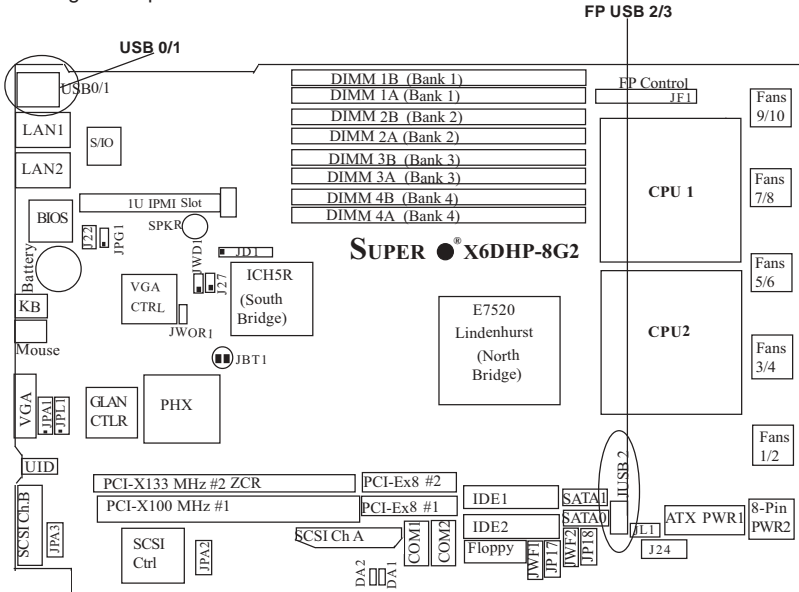 FP USB 2/3
USB 0/1
USB0/1
LAN1
LAN2
S/IO
DIMM 1B (Bank 1)
DIMM 1A (Bank 1)
DIMM 2B (Bank 2)
DIMM 2A (Bank 2)
DIMM 3B (Bank 3)
DIMM 3A (Bank 3)
DIMM 4B (Bank 4)
DIMM 4A (Bank 4)
FP Control
JF1
Fans
9/10
CPU 1
Fans
7/8
1U IPMI Slot
BIOS
J22
JPG1
SPKR
JWD1
J27
JD1
SUPER ®X6DHP-8G2
Battery
VGA
CTRL
ICH5R
(South
Bridge)
Fans
5/6
KB
JWOR1
E7520
Lindenhurst
(North
Bridge)
CPU2
Mouse
JBT1
Fans
3/4
VGA
JPA1
JPL1
GLAN
CTLR
PHX
Fans
1/2
UID
PCI-X133 MHz #2 ZCR
PCI-Ex8 #2
PCI-X100 MHz #1
PCI-Ex8 #1
IDE1
SATA1
JUSB 2
SCSI Ch.B
JPA3
SCSI
Ctrl
JPA2
SCSI Ch A
DA2
DA1
COM1
COM2
IDE2
SATA0
Floppy
JWF1
JP17
JWF2
JP18
JL1
J24
ATX PWR1
8-Pin
PWR2